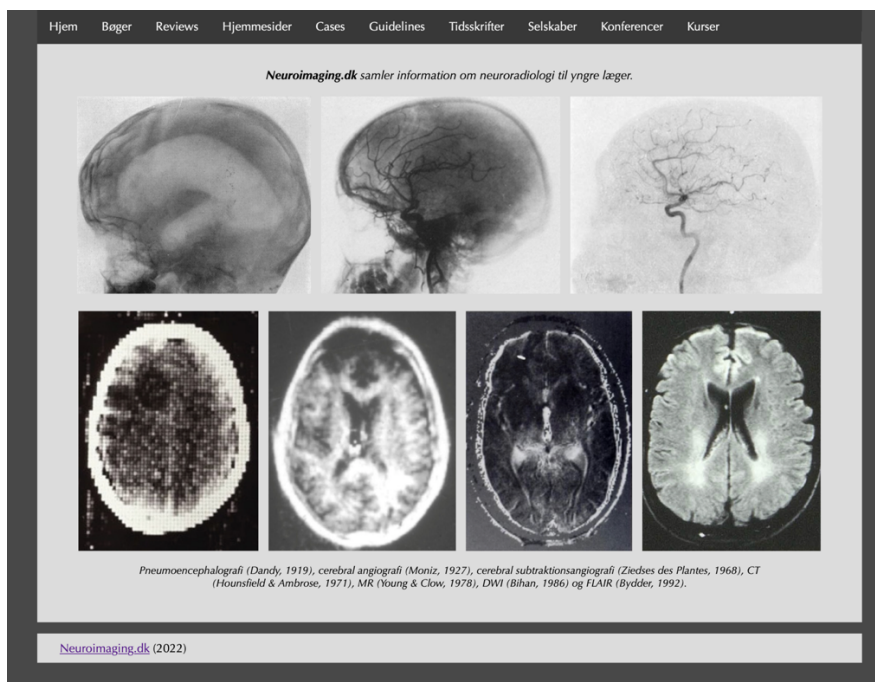 Hjem Bøger Reviews Hjemmesider Cases Guidelines Tidsskrifter Selskaber Konferencer Kurser
Neuroimaging.dk samler information om neuroradiologi til yngre læger.
Pneumoencephalografi (Dandy, 1919), cerebral angiografi (Moniz, 1927), cerebral subtraktionsangiografi (Ziedses des Plantes, 1968), CT
(Hounsfield & Ambrose, 1971), MR (Young & Clow, 1978), DWI (Bihan, 1986) og FLAIR (Bydder, 1992).
Neuroimaging.dk (2022)